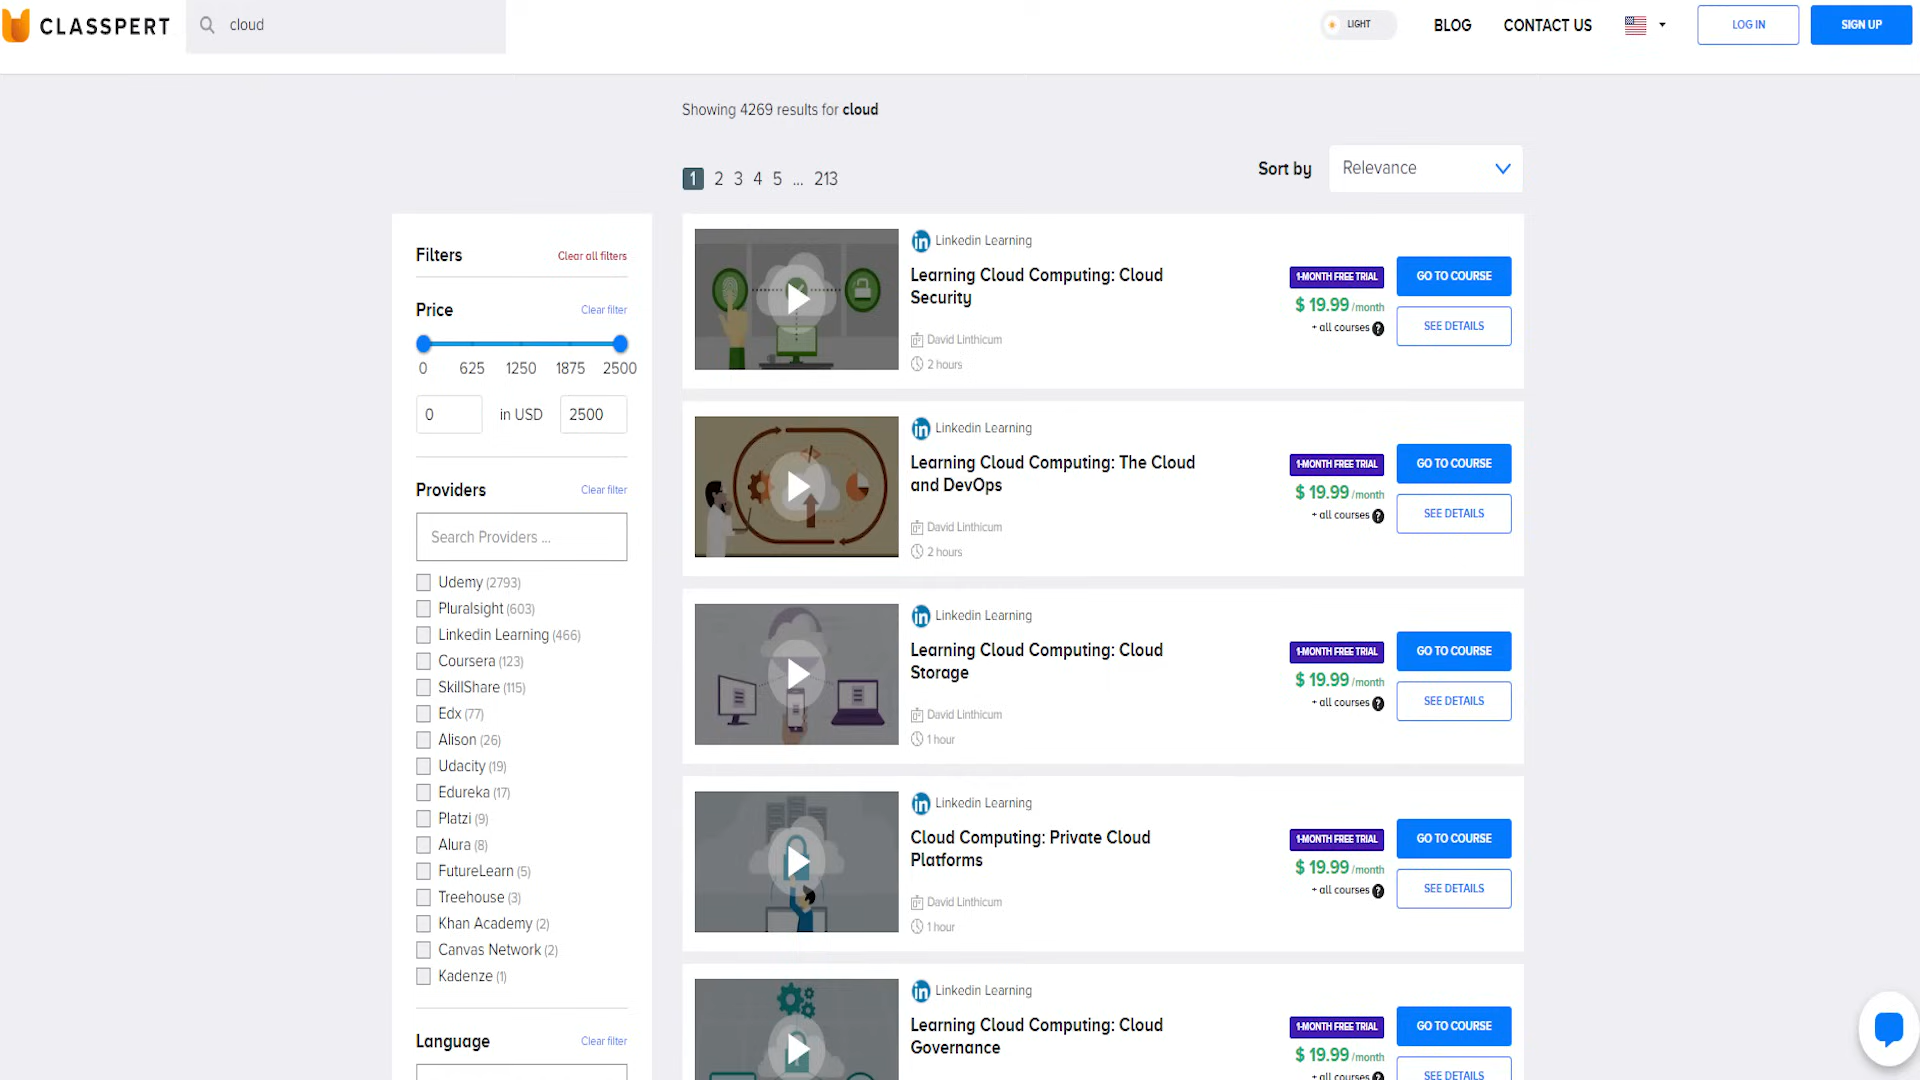 CLASSPERT
cloud
LIGHT
BLOG
CONTACT US
LOG IN
SIGN UP
Showing 4269 results for cloud
1 2 3 4 5 ... 213
Sort by
Relevance
Filters
Clear all filters
Price
Clear filter
0 625 1250 1875 2500
0 in USD 2500
Providers
Clear filter
Search Providers ...
Udemy (2793)
Pluralsight (603)
Linkedin Learning (466)
Coursera (123)
SkillShare (115)
Edx (77)
Alison (26)
Udacity (19)
Edureka (17)
Platzi (9)
Alura (8)
FutureLearn (5)
Treehouse (3)
Khan Academy (2)
Canvas Network (2)
Kadenze (1)
Language
Clear filter
in Linkedin Learning
Learning Cloud Computing: Cloud
Security
David Linthicum
2 hours
1-MONTH FREE TRIAL
$ 19.99 /month
+ all courses ?
GO TO COURSE
SEE DETAILS
in Linkedin Learning
Learning Cloud Computing: The Cloud
and DevOps
David Linthicum
2 hours
1-MONTH FREE TRIAL
$ 19.99 /month
+ all courses ?
GO TO COURSE
SEE DETAILS
in Linkedin Learning
Learning Cloud Computing: Cloud
Storage
David Linthicum
1 hour
1-MONTH FREE TRIAL
$ 19.99 /month
+ all courses ?
GO TO COURSE
SEE DETAILS
in Linkedin Learning
Cloud Computing: Private Cloud
Platforms
David Linthicum
1 hour
1-MONTH FREE TRIAL
$ 19.99 /month
+ all courses ?
GO TO COURSE
SEE DETAILS
in Linkedin Learning
Learning Cloud Computing: Cloud
Governance
1-MONTH FREE TRIAL
$ 19.99 /month
+ all courses ?
GO TO COURSE
SEE DETAILS